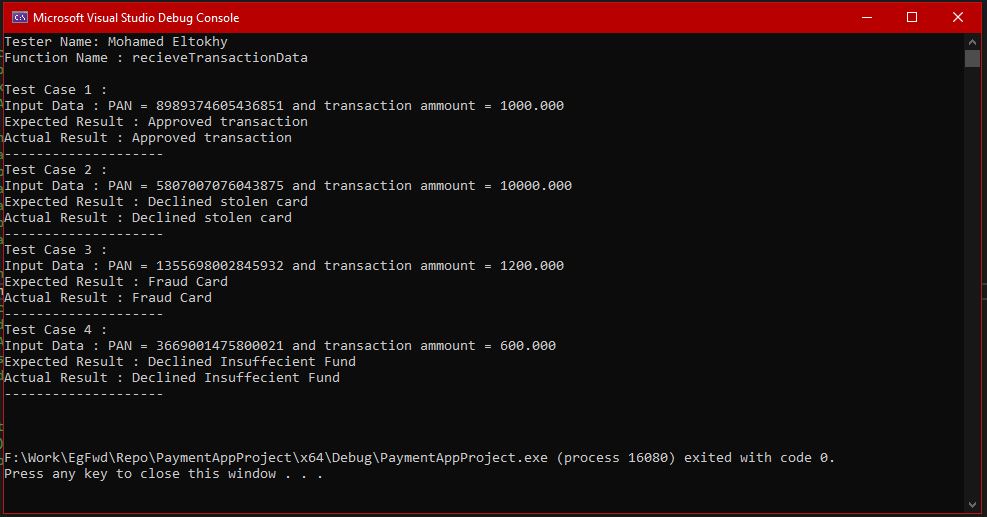 Microsoft Visual Studio Debug Console
Tester Name: Mohamed Eltokhy
Function Name : recieveTransactionData
Test Case 1 :
Input Data : PAN = 8989374605436851 and transaction ammount = 1000.000
Expected Result : Approved transaction
Actual Result : Approved transaction
--------------------
Test Case 2 :
Input Data : PAN = 5807007076043875 and transaction ammount = 10000.000
Expected Result : Declined stolen card
Actual Result : Declined stolen card
--------------------
Test Case 3 :
Input Data : PAN = 1355698002845932 and transaction ammount = 1200.000
Expected Result : Fraud Card
Actual Result : Fraud Card
--------------------
Test Case 4 :
Input Data : PAN = 3669001475800021 and transaction ammount = 600.000
Expected Result : Declined Insuffecient Fund
Actual Result : Declined Insuffecient Fund
--------------------
F:\Work\EgFwd\Repo\PaymentAppProject\x64\Debug\PaymentAppProject.exe (process 16080) exited with code 0.
Press any key to close this window . . .